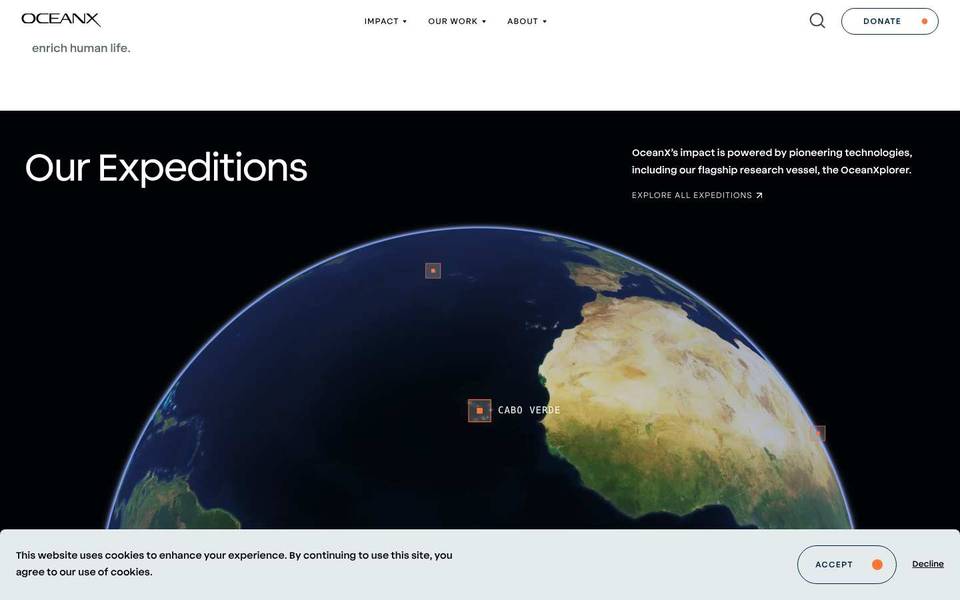 OCEANX
IMPACT
OUR WORK
ABOUT
DONATE
enrich human life.
Our Expeditions
OceanX's impact is powered by pioneering technologies,
including our flagship research vessel, the OceanXplorer.
EXPLORE ALL EXPEDITIONS
CABO VERDE
This website uses cookies to enhance your experience. By continuing to use this site, you
agree to our use of cookies.
ACCEPT
Decline